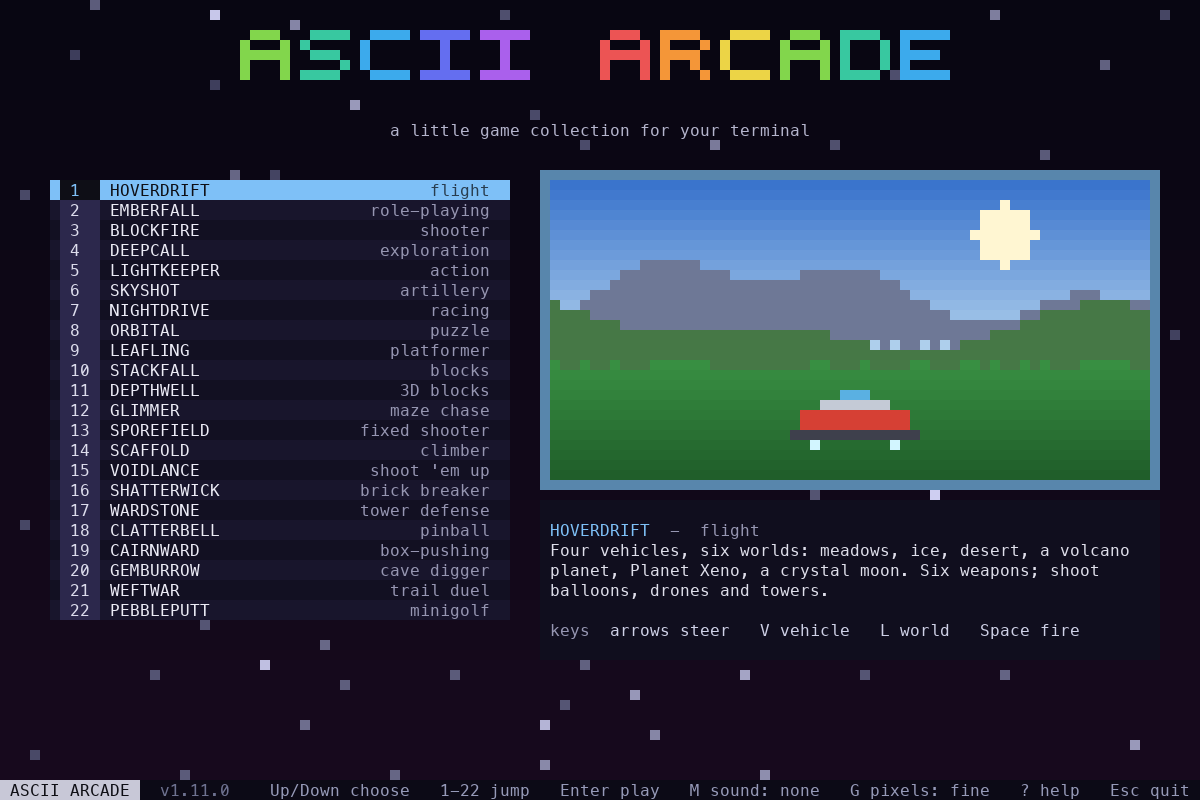 ASCII ARCADE
a little game collection for your terminal
1 HOVERDRIFT flight
2 EMBERFALL role-playing
3 BLOCKFIRE shooter
4 DEEPCALL exploration
5 LIGHTKEEPER action
6 SKYSHOT artillery
7 NIGHTDRIVE racing
8 ORBITAL puzzle
9 LEAFLING platformer
10 STACKFALL blocks
11 DEPTHWELL 3D blocks
12 GLIMMER maze chase
13 SPOREFIELD fixed shooter
14 SCAFFOLD climber
15 VOIDLANCE shoot 'em up
16 SHATTERWICK brick breaker
17 WARDSTONE tower defense
18 CLATTERBELL pinball
19 CAIRNWARD box-pushing
20 GEMBURROW cave digger
21 WEFTWAR trail duel
22 PEBBLEPUTT minigolf
HOVERDRIFT – flight
Four vehicles, six worlds: meadows, ice, desert, a volcano
planet, Planet Xeno, a crystal moon. Six weapons; shoot
balloons, drones and towers.
keys arrows steer V vehicle L world Space fire
ASCII ARCADE v1.11.0 Up/Down choose 1–22 jump Enter play M sound: none G pixels: fine ? help Esc quit